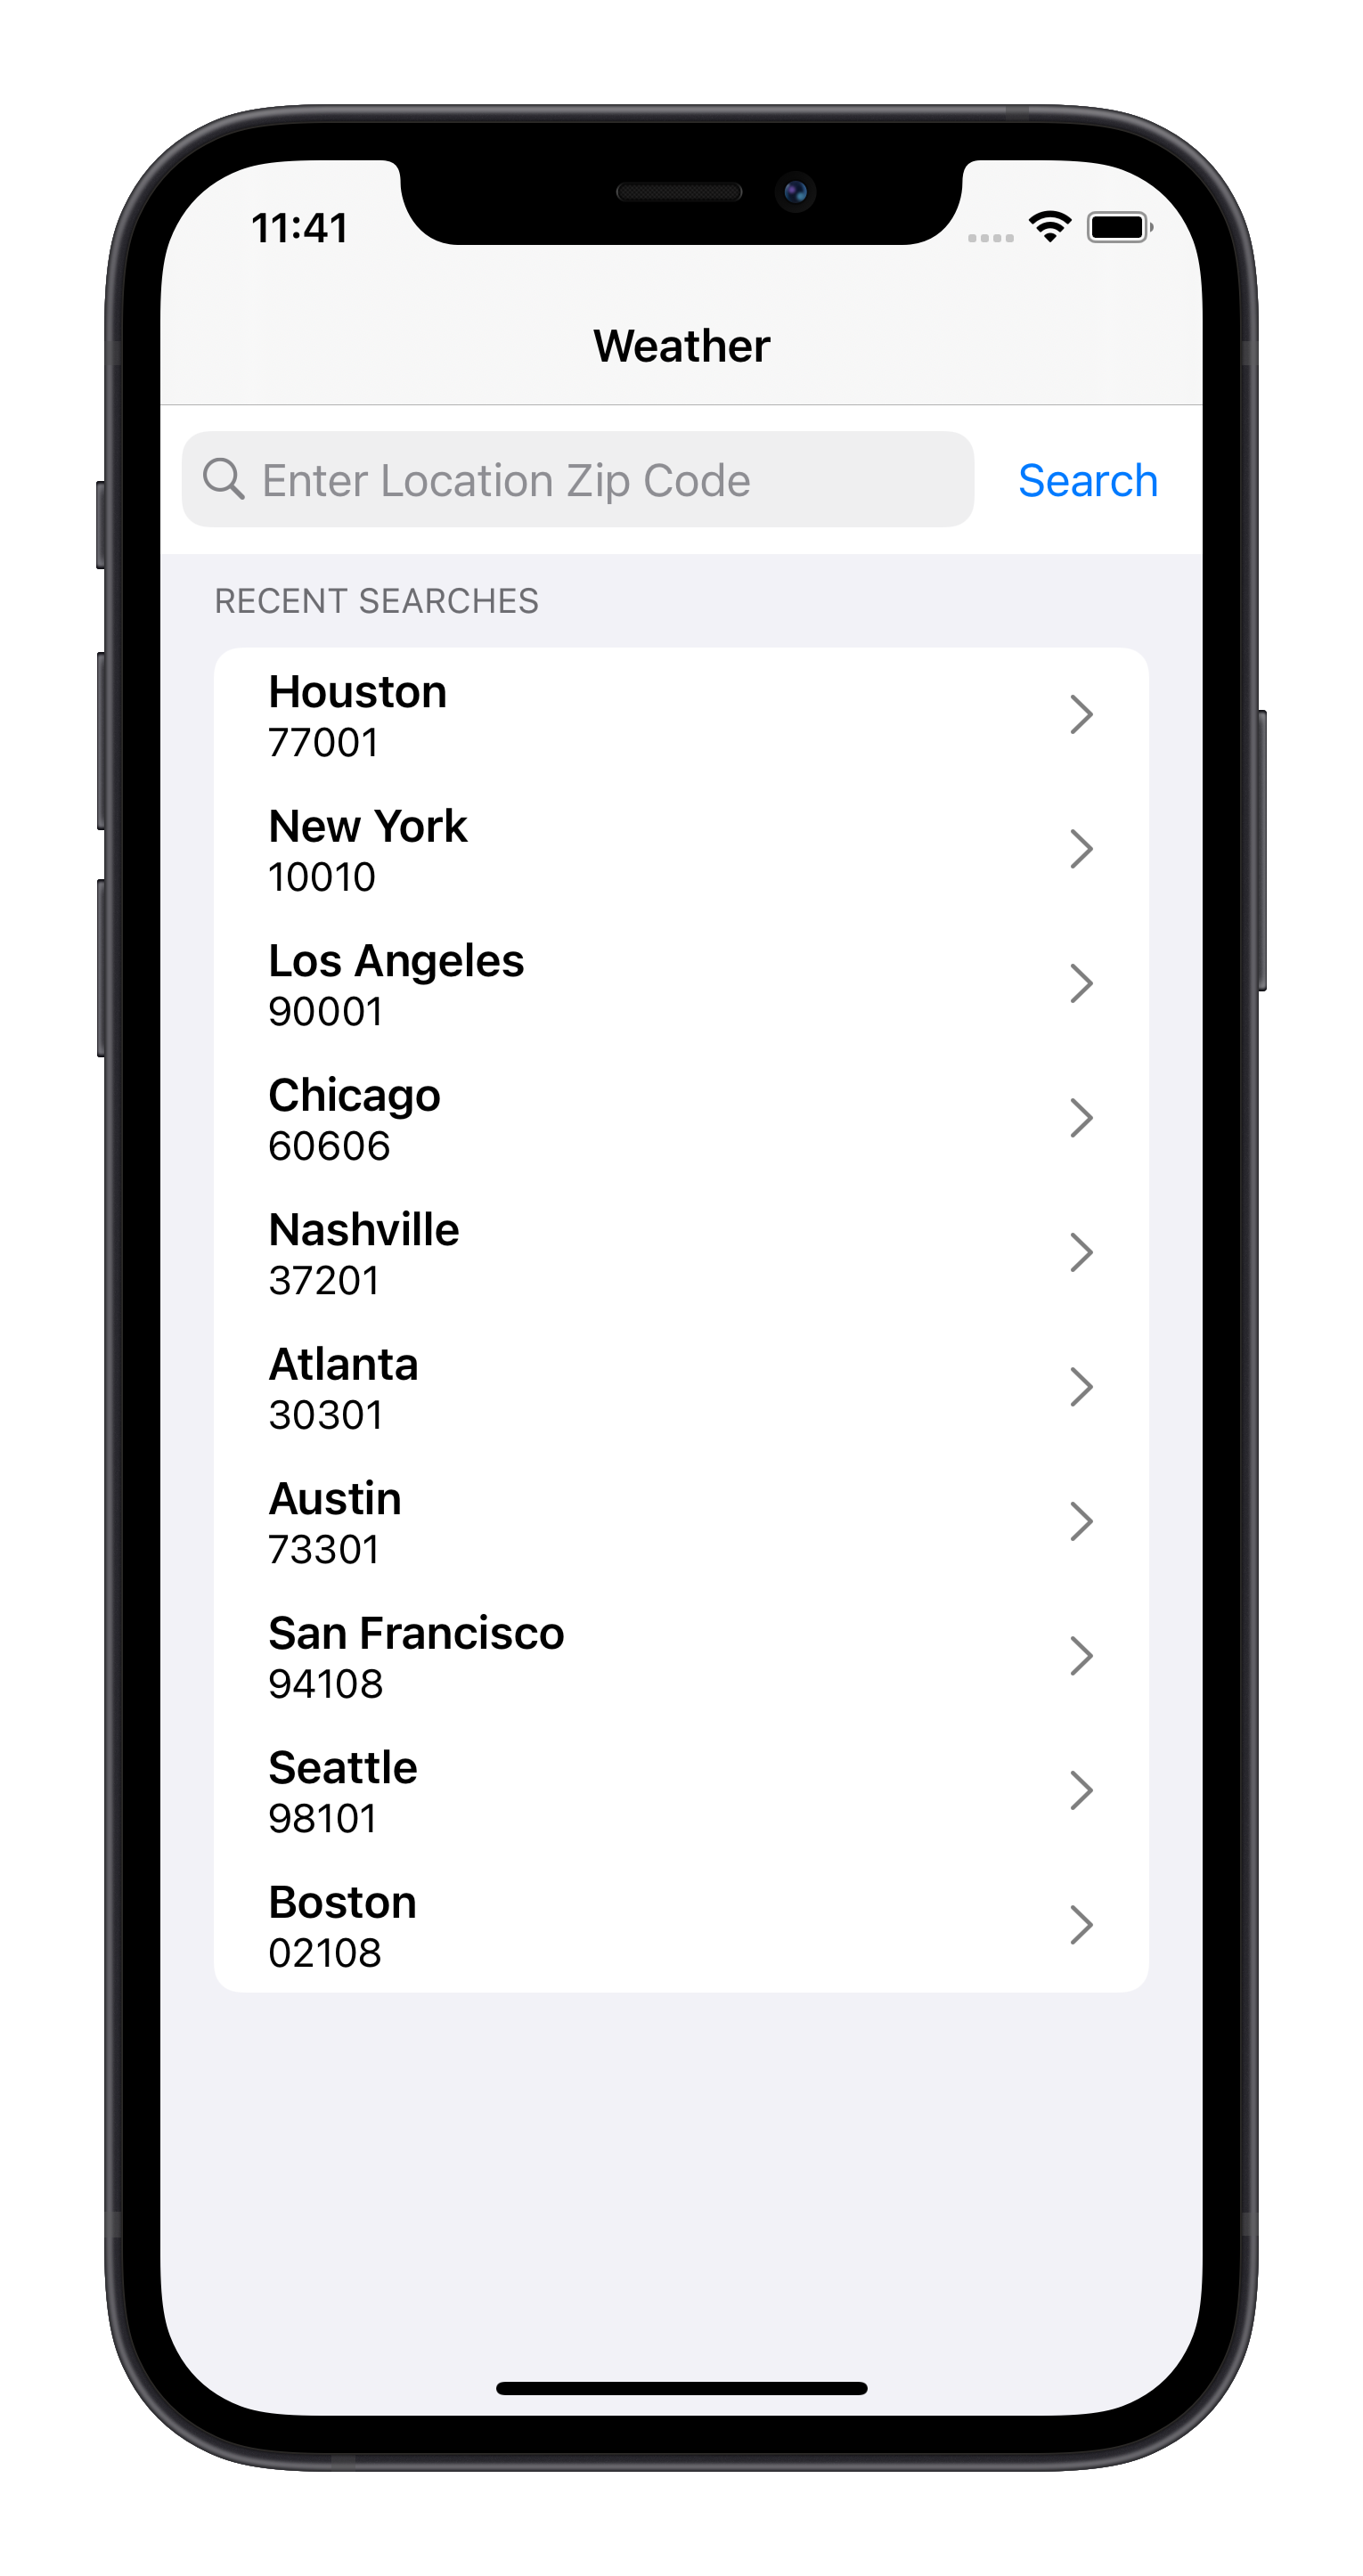 11:41
Weather
Enter Location Zip Code
Search
RECENT SEARCHES
Houston
77001
New York
10010
Los Angeles
90001
Chicago
60606
Nashville
37201
Atlanta
30301
Austin
73301
San Francisco
94108
Seattle
98101
Boston
02108